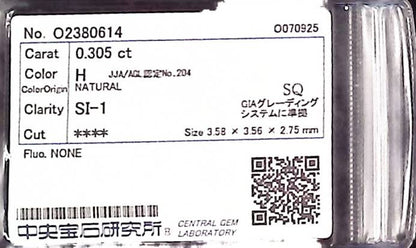 No. O2380614 O070925
Carat 0.305 ct
Color H JJA/AGL認定No.204
ColorOrigin NATURAL SQ
Clarity SI-1 GIAグレーディング
システムに準拠
Cut **** Size 3.58 × 3.56 × 2.75 mm
Fluo. NONE
中央宝石研究所 B CENTRAL GEM
LABORATORY